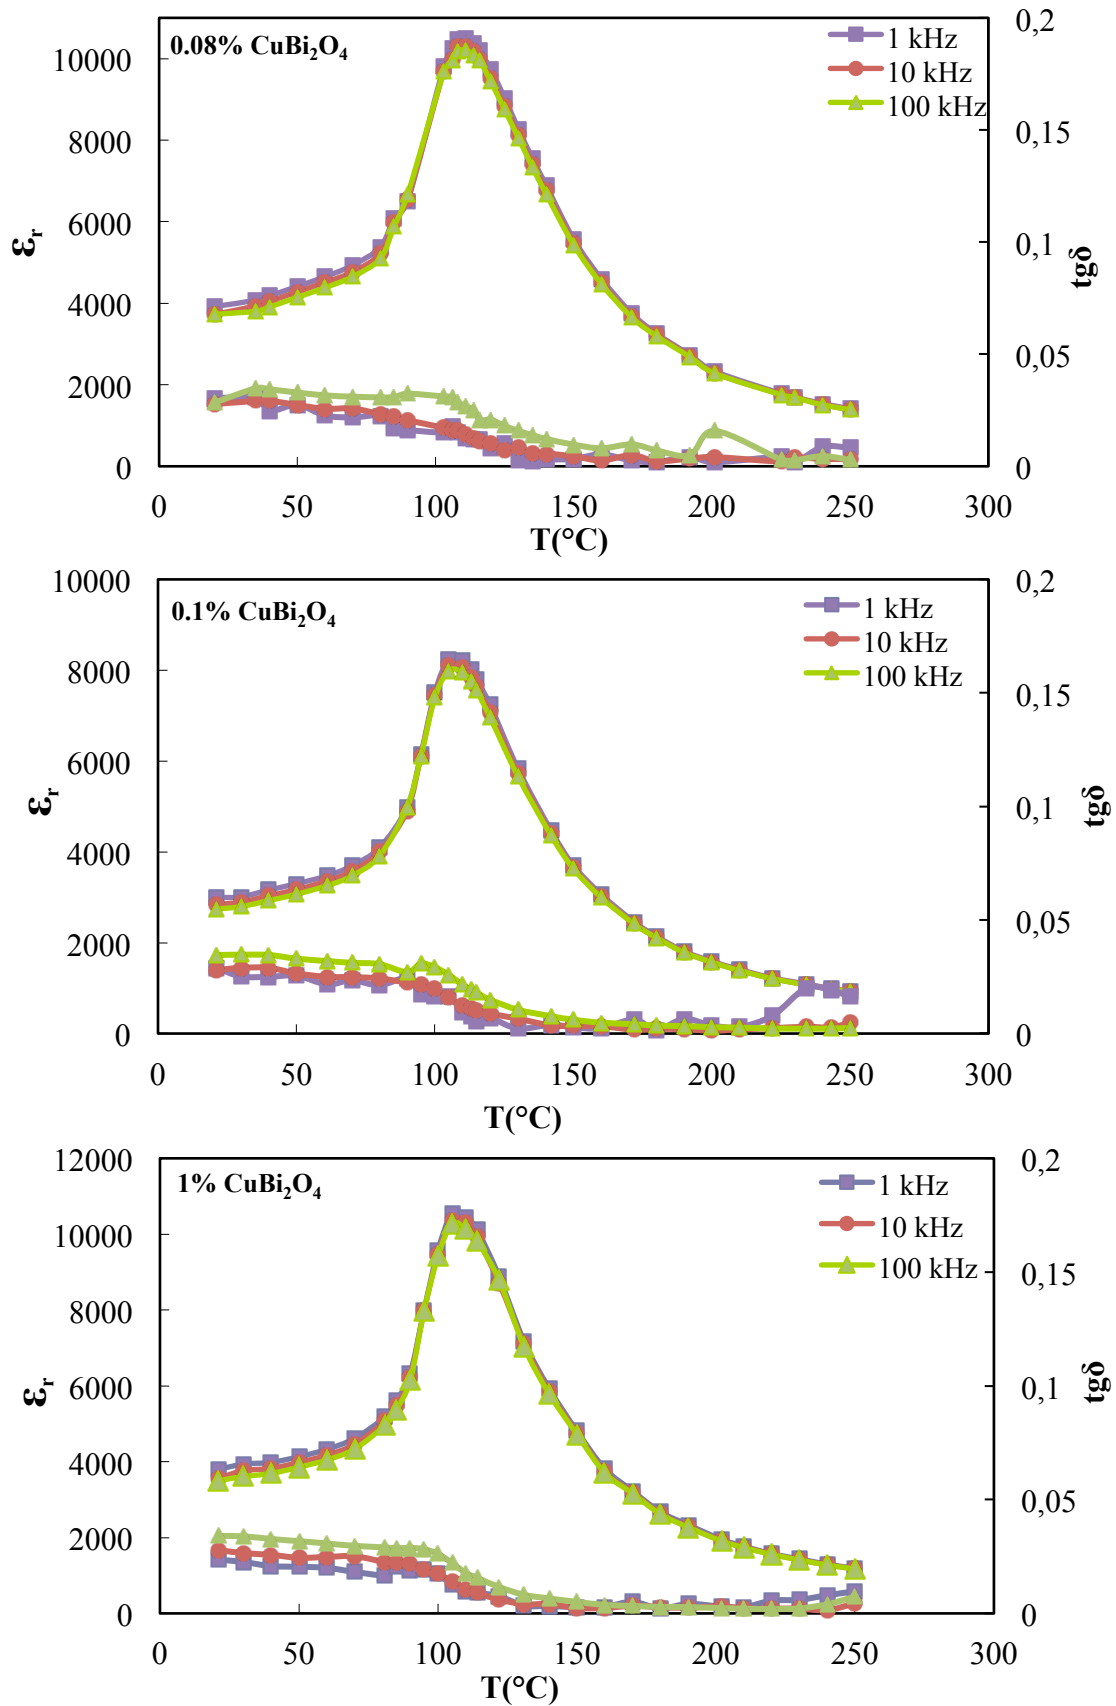 0.08% CuBi₂O₄
1 kHz
10 kHz
100 kHz
10000
8000
6000
4000
2000
0
0,2
0,15
0,1
0,05
0
0 50 100 150 200 250 300
εr
tgδ
T(°C)
0.1% CuBi₂O₄
1 kHz
10 kHz
100 kHz
10000
8000
6000
4000
2000
0
0,2
0,15
0,1
0,05
0
0 50 100 150 200 250 300
εr
tgδ
T(°C)
1% CuBi₂O₄
1 kHz
10 kHz
100 kHz
12000
10000
8000
6000
4000
2000
0
0,2
0,15
0,1
0,05
0
0 50 100 150 200 250 300
εr
tgδ
T(°C)